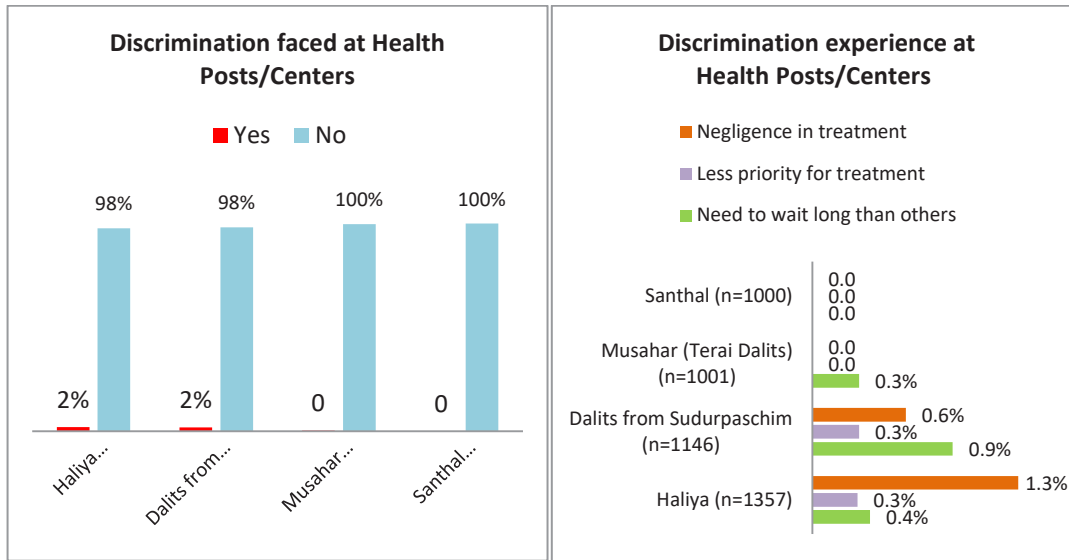 Discrimination faced at Health
Posts/Centers
Yes No
98%
98%
100%
100%
2%
2%
0
0
Haliya...
Dalits from...
Musahar...
Santhal...
Discrimination experience at
Health Posts/Centers
Negligence in treatment
Less priority for treatment
Need to wait long than others
Santhal (n=1000)
0.0
0.0
0.0
Musahar (Terai Dalits)
(n=1001)
0.0
0.0
0.3%
Dalits from Sudurpaschim
(n=1146)
0.6%
0.3%
0.9%
Haliya (n=1357)
1.3%
0.3%
0.4%